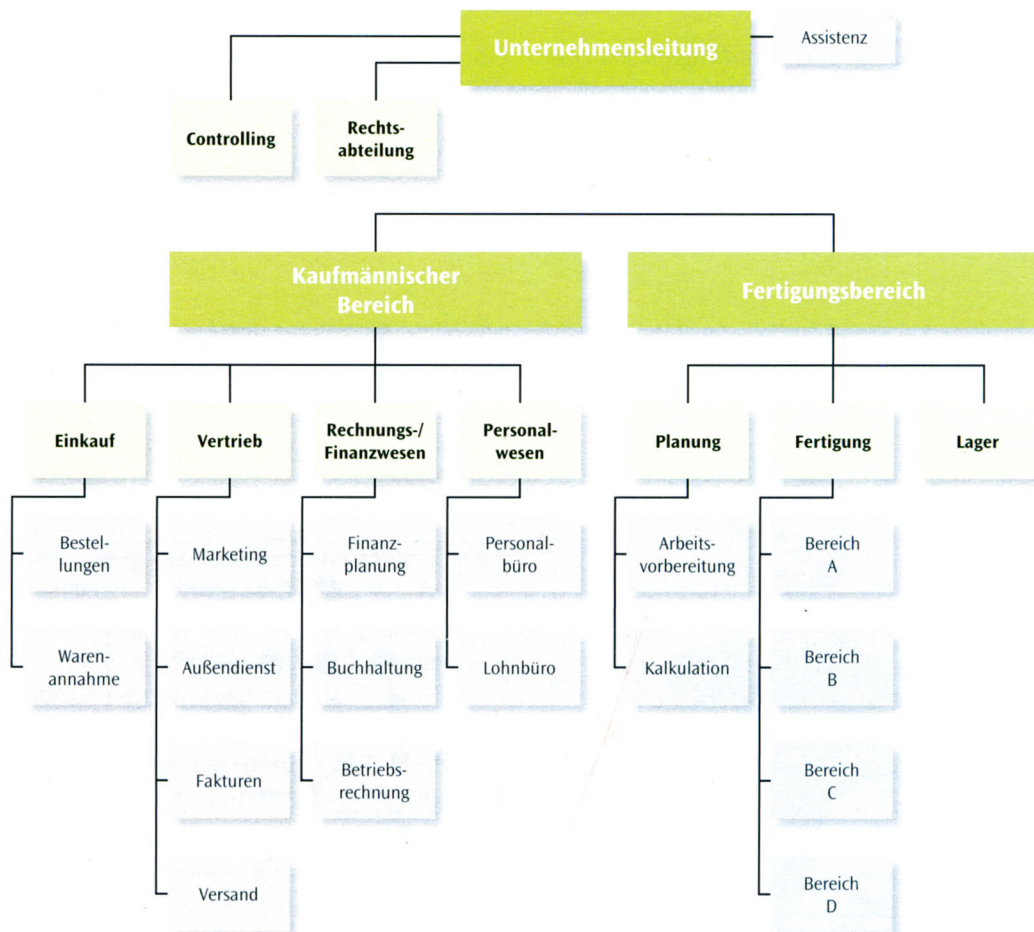 Unternehmensleitung
Assistenz
Controlling
Rechts-
abteilung
Kaufmännischer
Bereich
Fertigungsbereich
Einkauf
Vertrieb
Rechnungs-/
Finanzwesen
Personal-
wesen
Planung
Fertigung
Lager
Bestel-
lungen
Marketing
Finanz-
planung
Personal-
büro
Arbeits-
vorbereitung
Bereich
A
Waren-
annahme
Außendienst
Buchhaltung
Lohnbüro
Kalkulation
Bereich
B
Fakturen
Betriebs-
rechnung
Bereich
C
Versand
Bereich
D